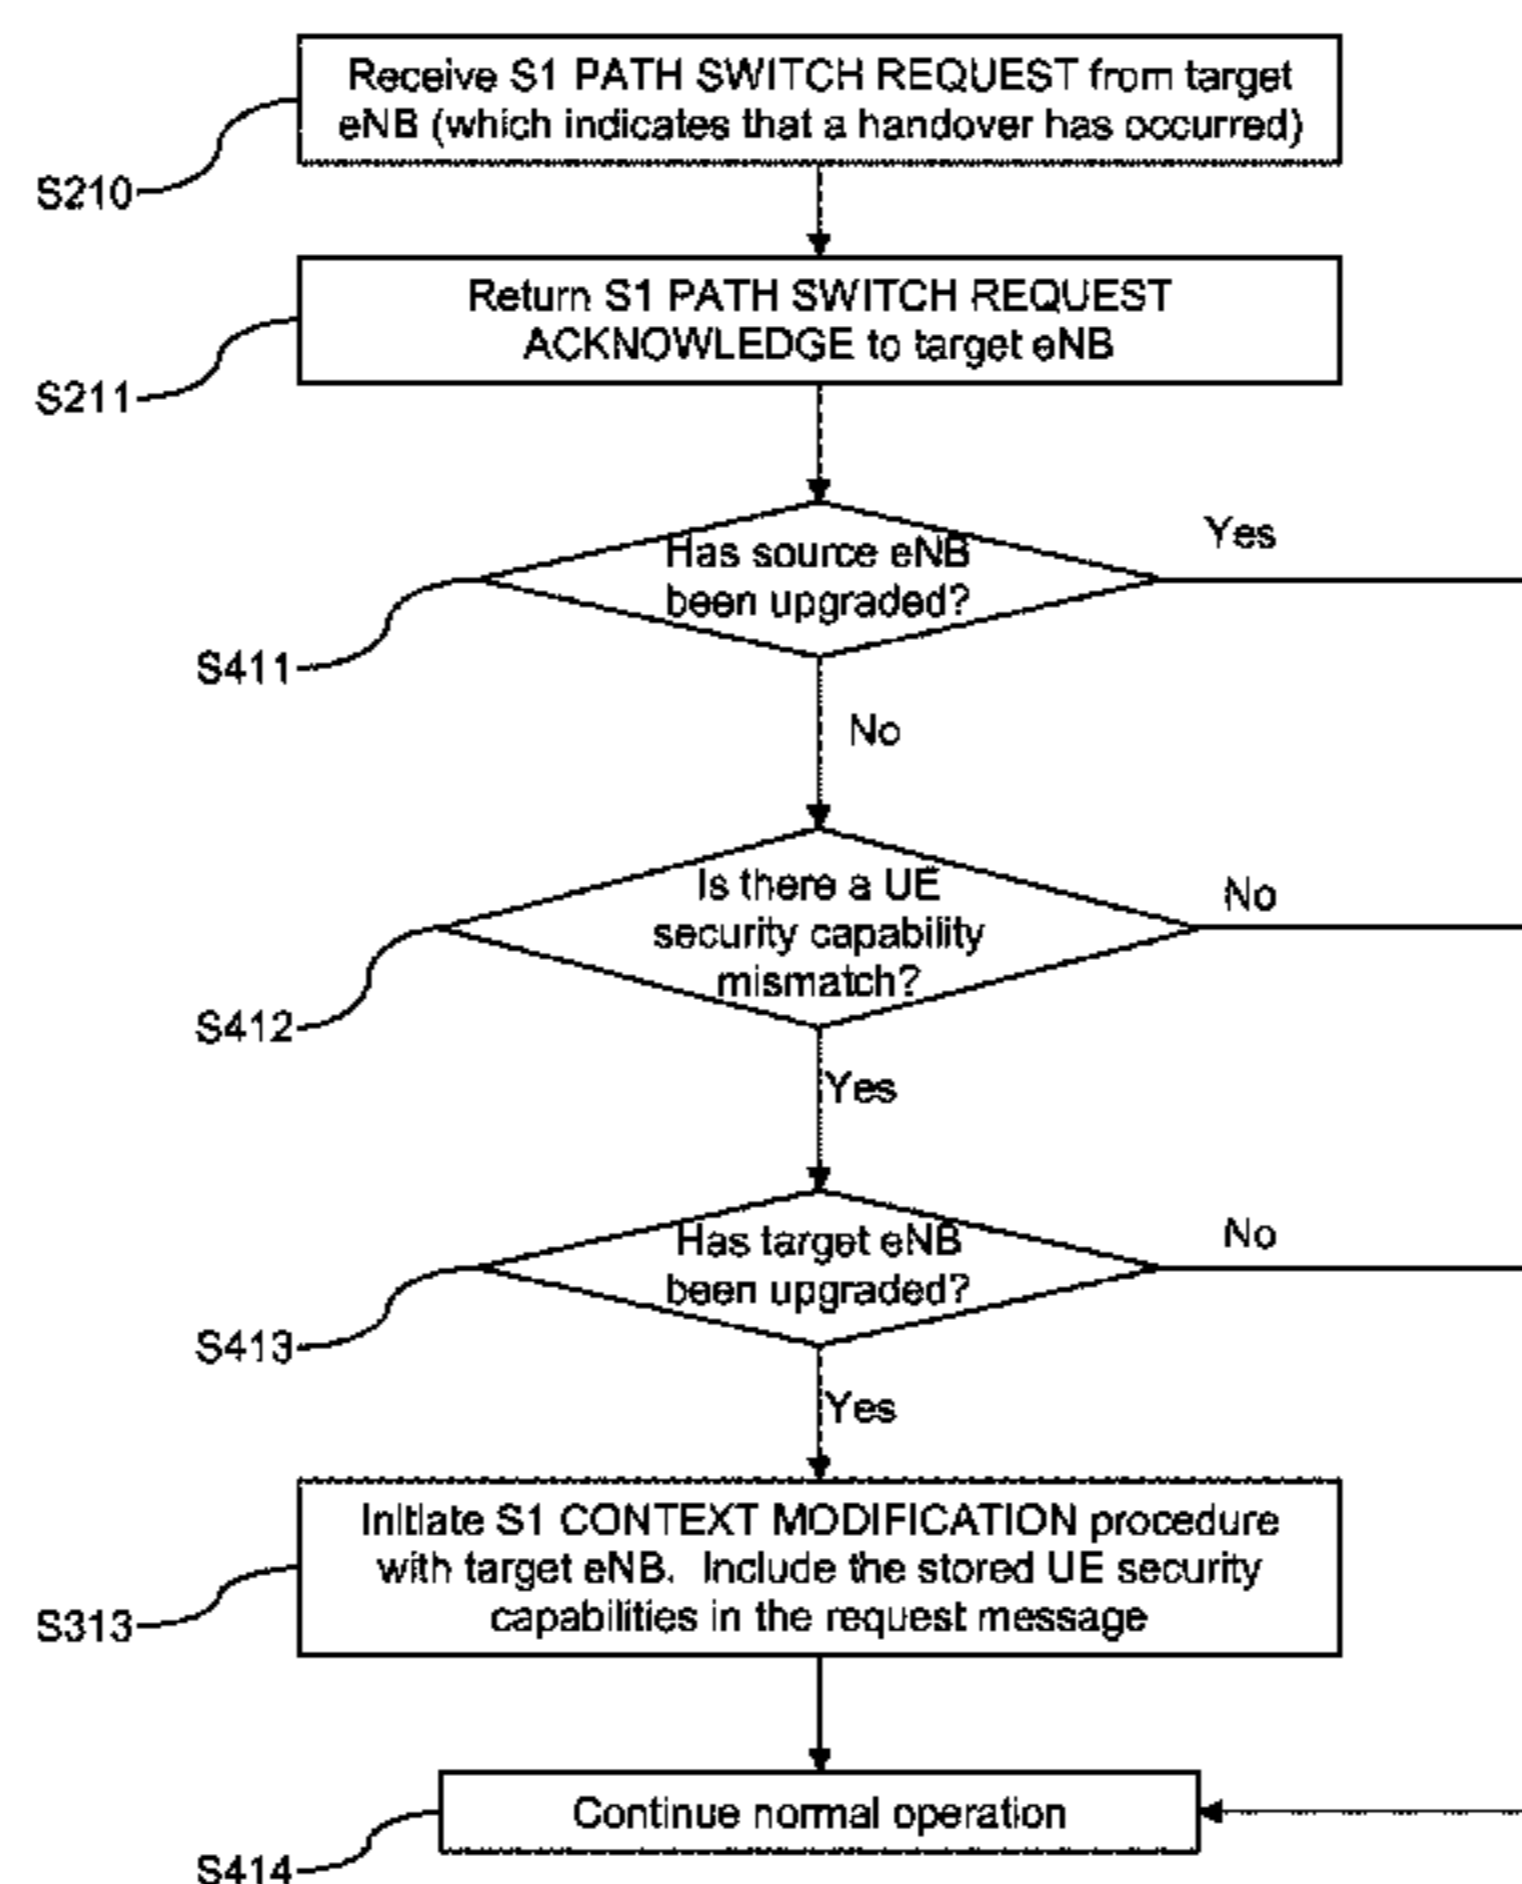 Receive S1 PATH SWITCH REQUEST from target
eNB (which indicates that a handover has occurred)
S210
Return S1 PATH SWITCH REQUEST
ACKNOWLEDGE to target eNB
S211
Has source eNB
been upgraded?
Yes
S411
No
Is there a UE
security capability
mismatch?
No
S412
Yes
Has target eNB
been upgraded?
No
S413
Yes
Initiate S1 CONTEXT MODIFICATION procedure
with target eNB. Include the stored UE security
capabilities in the request message
S313
Continue normal operation
S414